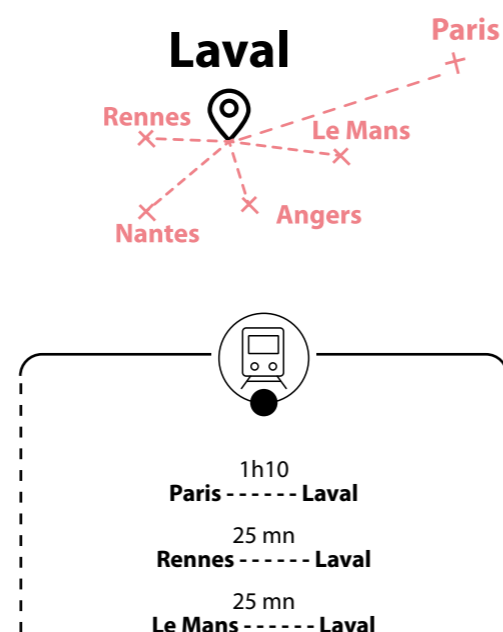 Paris
Laval
Rennes
Le Mans
Angers
Nantes
1h10
Paris - - - - - - Laval
25 mn
Rennes - - - - - - Laval
25 mn
Le Mans - - - - - - Laval